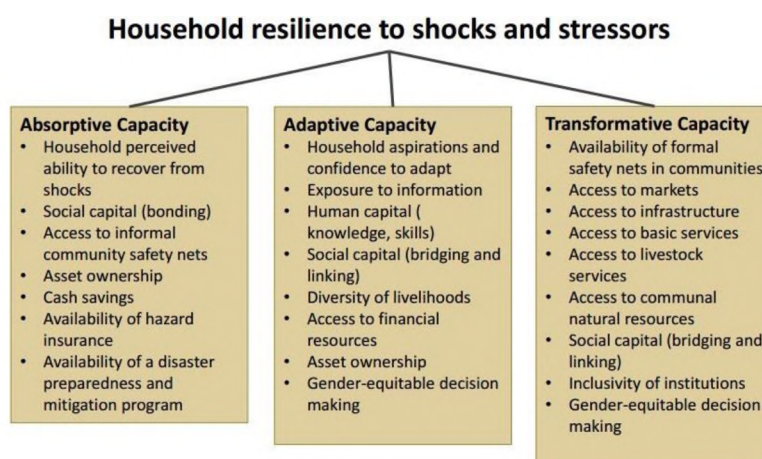 Household resilience to shocks and stressors
Absorptive Capacity
• Household perceived
ability to recover from
shocks
• Social capital (bonding)
• Access to informal
community safety nets
• Asset ownership
• Cash savings
• Availability of hazard
insurance
• Availability of a disaster
preparedness and
mitigation program
Adaptive Capacity
• Household aspirations and
confidence to adapt
• Exposure to information
• Human capital (
knowledge, skills)
• Social capital (bridging and
linking)
• Diversity of livelihoods
• Access to financial
resources
• Asset ownership
• Gender-equitable decision
making
Transformative Capacity
• Availability of formal
safety nets in communities
• Access to markets
• Access to infrastructure
• Access to basic services
• Access to livestock
services
• Access to communal
natural resources
• Social capital (bridging and
linking)
• Inclusivity of institutions
• Gender-equitable decision
making